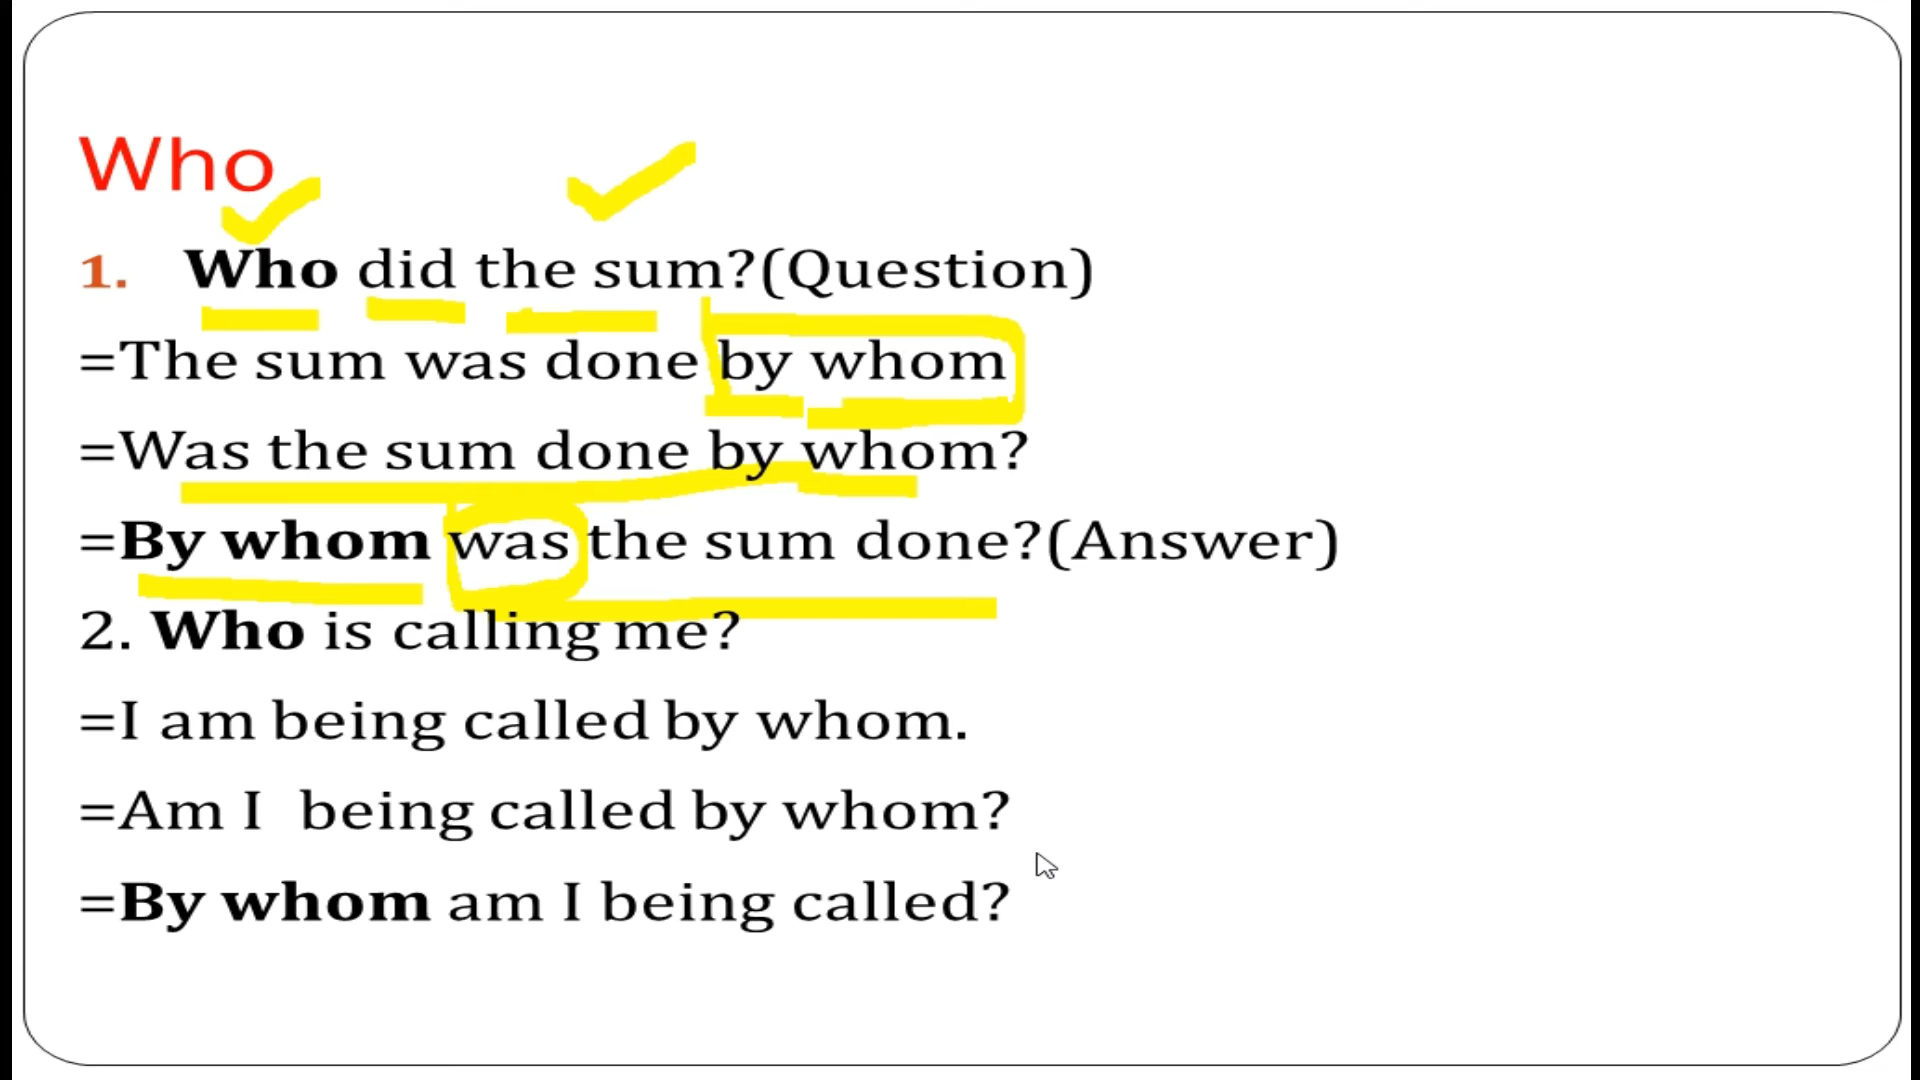 Who
1. Who did the sum?(Question)
=The sum was done by whom
=Was the sum done by whom?
=By whom was the sum done?(Answer)
2. Who is calling me?
=I am being called by whom.
=Am I being called by whom?
=By whom am I being called?